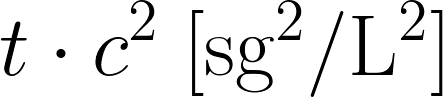 t · c² [sg²/L²]